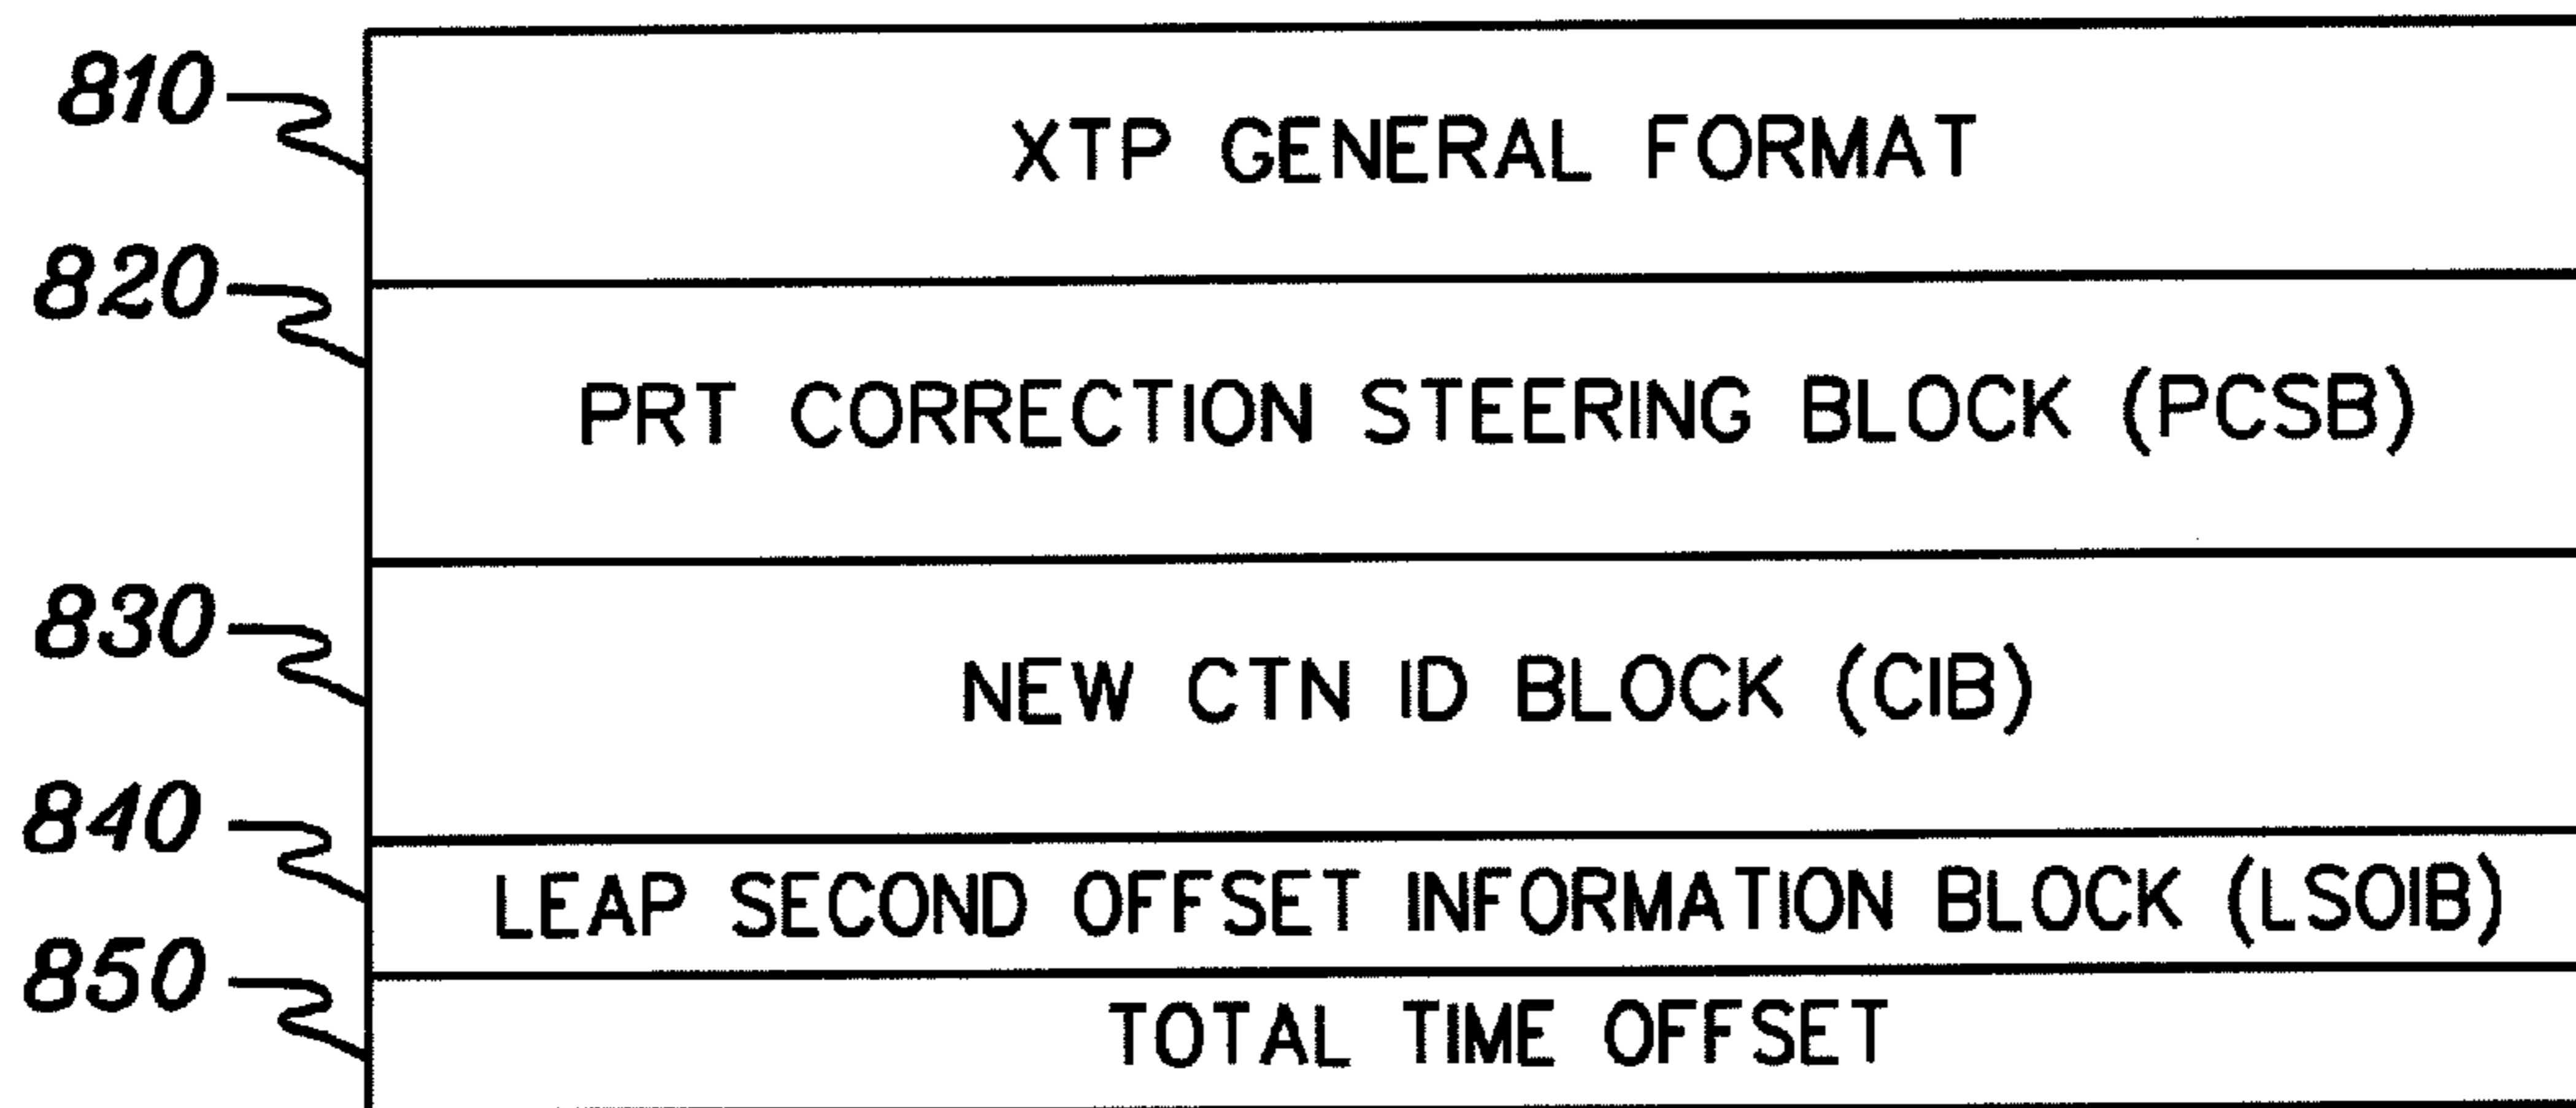 810
XTP GENERAL FORMAT
820
PRT CORRECTION STEERING BLOCK (PCSB)
830
NEW CTN ID BLOCK (CIB)
840
LEAP SECOND OFFSET INFORMATION BLOCK (LSOIB)
850
TOTAL TIME OFFSET